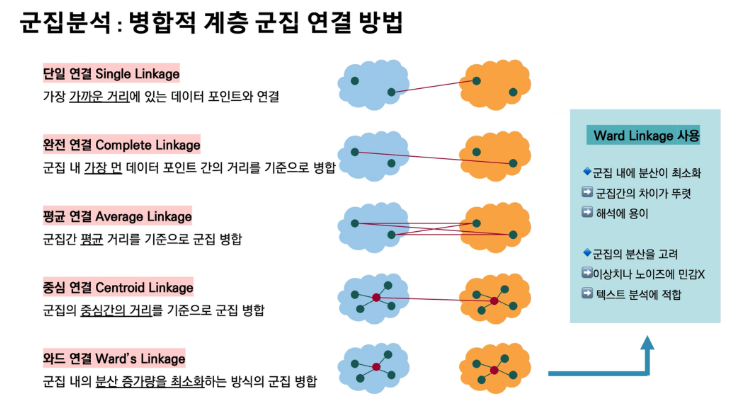 군집분석 : 병합적 계층 군집 연결 방법
단일 연결 Single Linkage
가장 가까운 거리에 있는 데이터 포인트와 연결
완전 연결 Complete Linkage
군집 내 가장 먼 데이터 포인트 간의 거리를 기준으로 병합
평균 연결 Average Linkage
군집간 평균 거리를 기준으로 군집 병합
중심 연결 Centroid Linkage
군집의 중심간의 거리를 기준으로 군집 병합
와드 연결 Ward's Linkage
군집 내의 분산 증가량을 최소화하는 방식의 군집 병합
Ward Linkage 사용
🔹군집 내에 분산이 최소화
➡️ 군집간의 차이가 뚜렷
➡️ 해석에 용이
🔹군집의 분산을 고려
➡️이상치나 노이즈에 민감X
➡️ 텍스트 분석에 적합